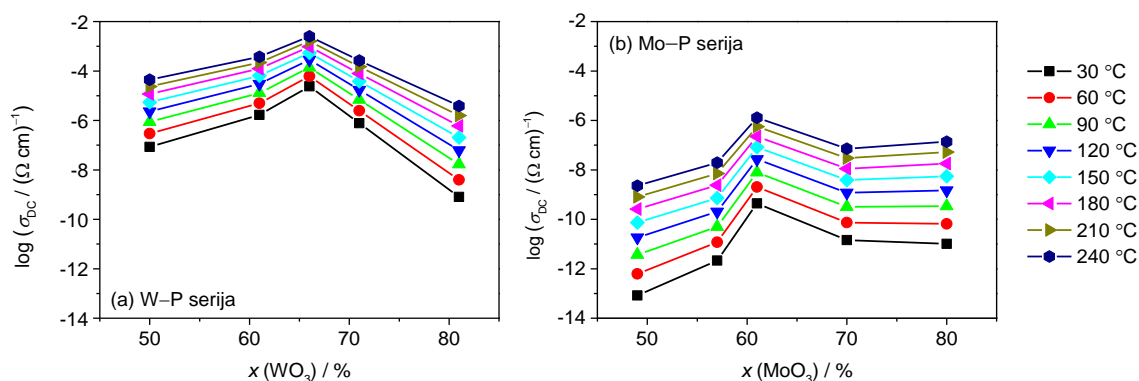 log (σDC / (Ω cm)⁻¹)
-2
-4
-6
-8
-10
-12
-14
(a) W–P serija
50 60 70 80
x (WO₃) / %
log (σDC / (Ω cm)⁻¹)
-2
-4
-6
-8
-10
-12
-14
(b) Mo–P serija
50 60 70 80
x (MoO₃) / %
30 °C
60 °C
90 °C
120 °C
150 °C
180 °C
210 °C
240 °C